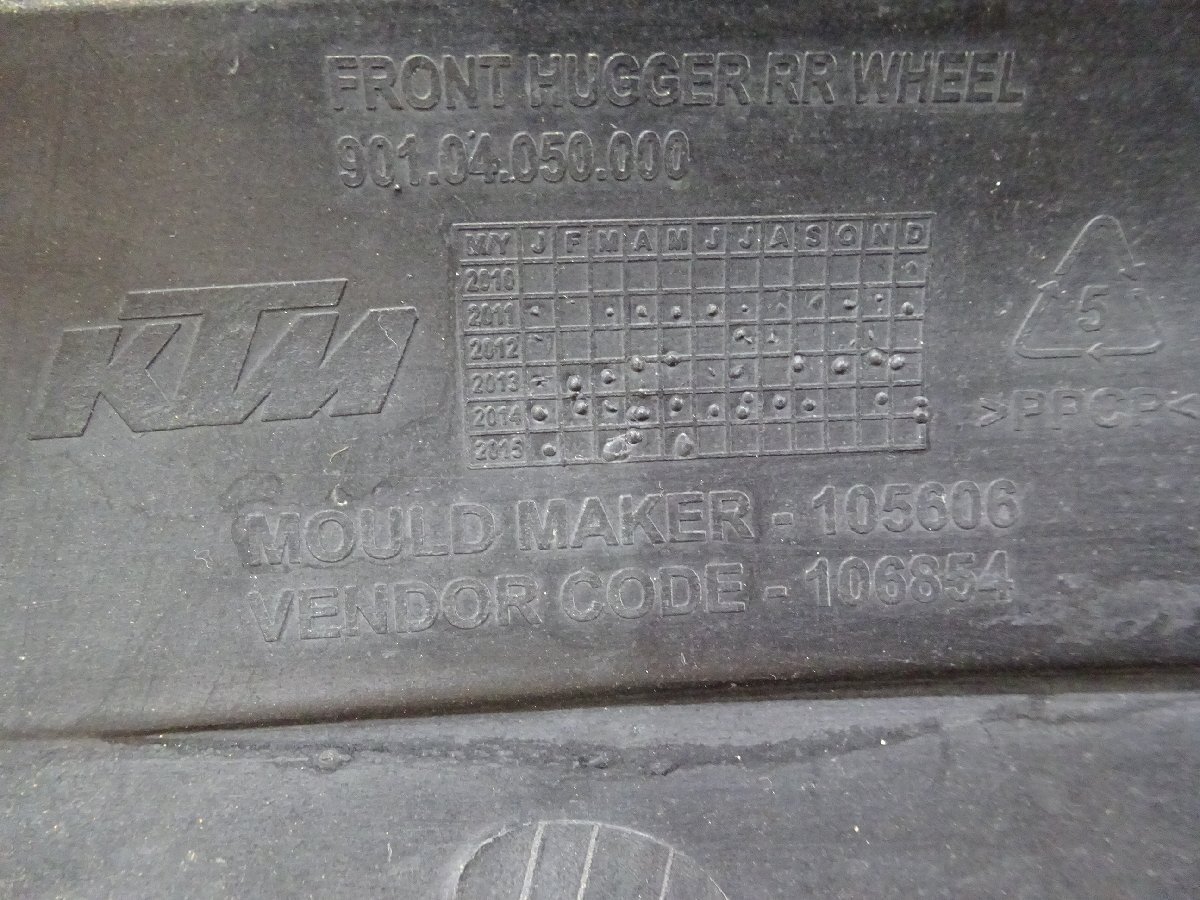 FRONT HUGGER RR WHEEL
901.04.050.000
M/Y J F M A M J J A S O N D
2010
2011
2012
2013
2014
2015
KTM
5
>PPCP<
MOULD MAKER - 105606
VENDOR CODE - 106854